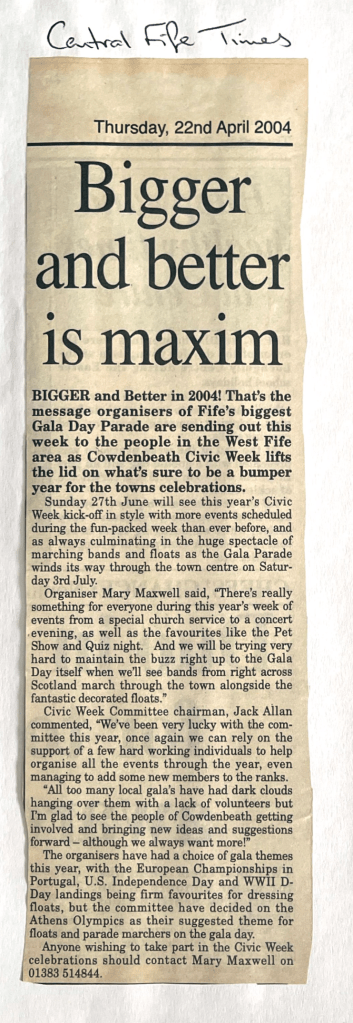 Central Fife Times
Thursday, 22nd April 2004
Bigger
and better
is maxim
BIGGER and Better in 2004! That's the
message organisers of Fife's biggest
Gala Day Parade are sending out this
week to the people in the West Fife
area as Cowdenbeath Civic Week lifts
the lid on what's sure to be a bumper
year for the towns celebrations.
Sunday 27th June will see this year's Civic
Week kick-off in style with more events scheduled
during the fun-packed week than ever before, and
as always culminating in the huge spectacle of
marching bands and floats as the Gala Parade
winds its way through the town centre on Satur-
day 3rd July.
Organiser Mary Maxwell said, "There's really
something for everyone during this year's week of
events from a special church service to a concert
evening, as well as the favourites like the Pet
Show and Quiz night. And we will be trying very
hard to maintain the buzz right up to the Gala
Day itself when we'll see bands from right across
Scotland march through the town alongside the
fantastic decorated floats."
Civic Week Committee chairman, Jack Allan
commented, "We've been very lucky with the com-
mittee this year, once again we can rely on the
support of a few hard working individuals to help
organise all the events through the year, even
managing to add some new members to the ranks.
"All too many local gala's have had dark clouds
hanging over them with a lack of volunteers but
I'm glad to see the people of Cowdenbeath getting
involved and bringing new ideas and suggestions
forward – although we always want more!"
The organisers have had a choice of gala themes
this year, with the European Championships in
Portugal, U.S. Independence Day and WWII D-
Day landings being firm favourites for dressing
floats, but the committee have decided on the
Athens Olympics as their suggested theme for
floats and parade marchers on the gala day.
Anyone wishing to take part in the Civic Week
celebrations should contact Mary Maxwell on
01383 514844.